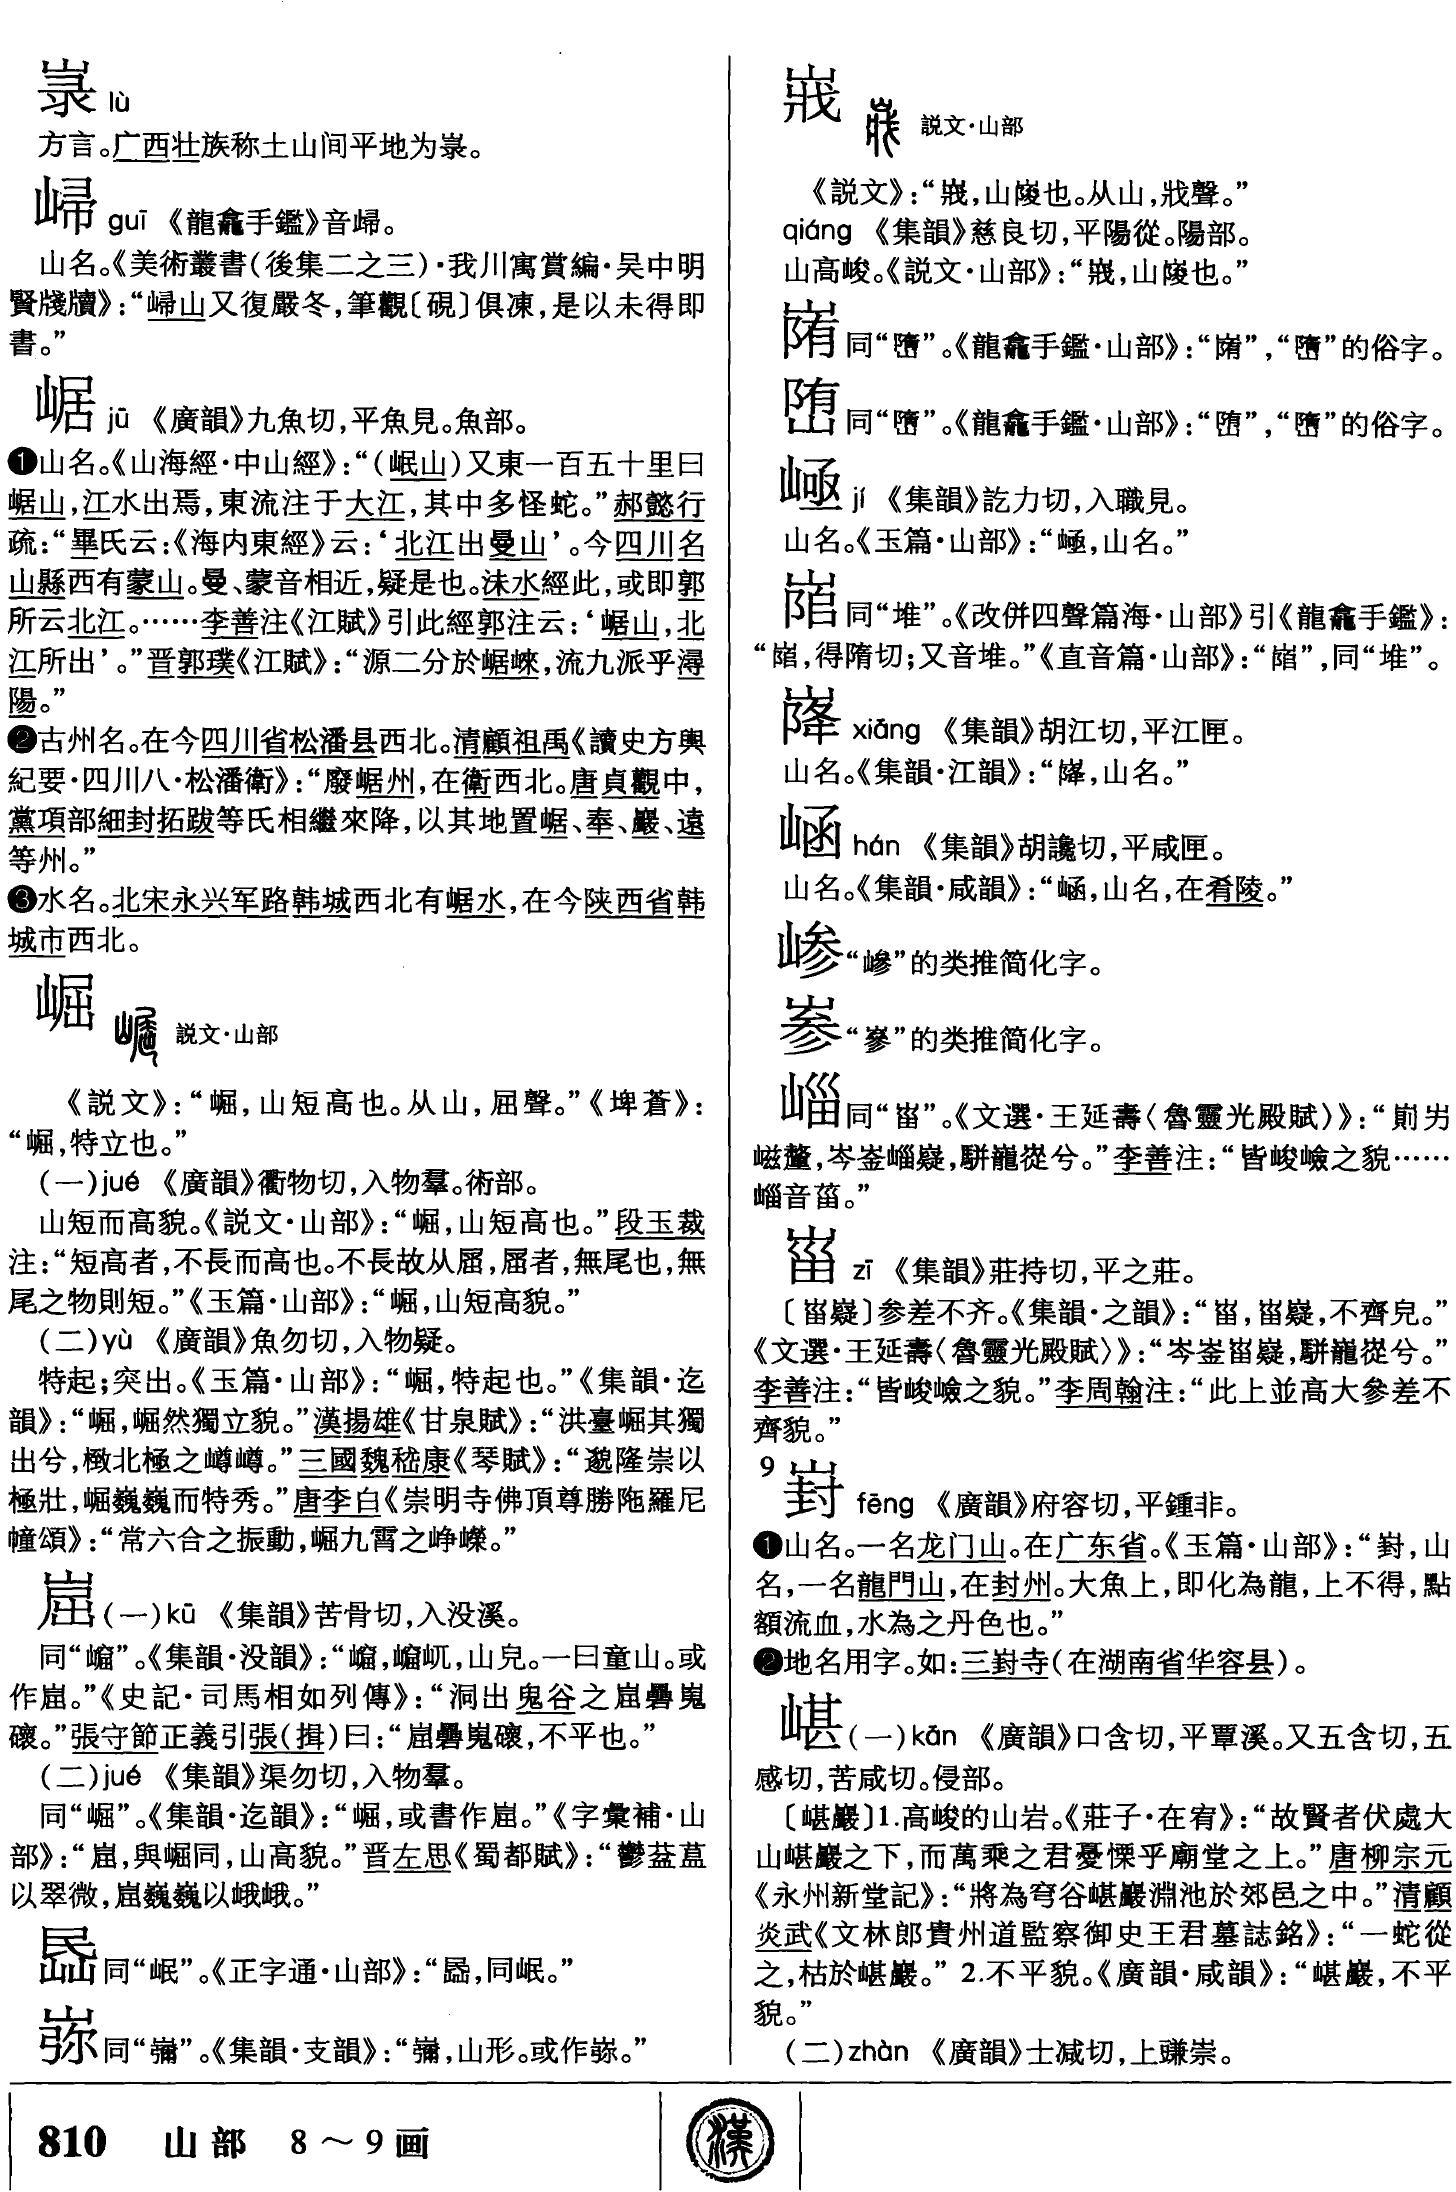 lù
方言。广西壮族称土山间平地为。
guī 《龍龕手鑑》音歸。
山名。《美術叢書(後集二之三)·我川寓賞編·吴中明
賢牋牘》:“山又復嚴冬,筆觀〔硯〕俱凍,是以未得即
書。”
崌 jū 《廣韻》九魚切,平魚見。魚部。
❶山名。《山海經·中山經》:“(岷山)又東一百五十里曰
崌山,江水出焉,東流注于大江,其中多怪蛇。”郝懿行
疏:“畢氏云:《海内東經》云:‘北江出曼山’。今四川名
山縣西有蒙山。曼、蒙音相近,疑是也。沬水經此,或即郭
所云北江。……李善注《江賦》引此經郭注云:‘崌山,北
江所出’。”晋郭璞《江賦》:“源二分於崌崍,流九派乎潯
陽。”
❷古州名。在今四川省松潘县西北。清顧祖禹《讀史方輿
紀要·四川八·松潘衛》:“廢崌州,在衛西北。唐貞觀中,
黨項部細封拓跋等氏相繼來降,以其地置崌、奉、巖、遠
等州。”
❸水名。北宋永兴军路韩城西北有崌水,在今陕西省韩
城市西北。
崛 説文·山部
《説文》:“崛,山短高也。从山,屈聲。”《埤蒼》:
“崛,特立也。”
(一)jué 《廣韻》衢物切,入物羣。術部。
山短而高貌。《説文·山部》:“崛,山短高也。”段玉裁
注:“短高者,不長而高也。不長故从屈,屈者,無尾也,無
尾之物則短。”《玉篇·山部》:“崛,山短高貌。”
(二)yù 《廣韻》魚勿切,入物疑。
特起;突出。《玉篇·山部》:“崛,特起也。”《集韻·迄
韻》:“崛,崛然獨立貌。”漢揚雄《甘泉賦》:“洪臺崛其獨
出兮,㨖北極之嶟嶟。”三國魏嵇康《琴賦》:“邈隆崇以
極壯,崛巍巍而特秀。”唐李白《崇明寺佛頂尊勝陁羅尼
幢頌》:“常六合之振動,崛九霄之峥嶸。”
崫 (一)kū 《集韻》苦骨切,入没溪。
同“𡻙”。《集韻·没韻》:“,屼,山皃。一曰童山。或
作崫。”《史記·司馬相如列傳》:“洞出鬼谷之崫礨嵬
磈。”張守節正義引張(揖)曰:“崫礨嵬磈,不平也。”
(二)jué 《集韻》渠勿切,入物羣。
同“崛”。《集韻·迄韻》:“崛,或書作崫。”《字彙補·山
部》:“崫,與崛同,山高貌。”晋左思《蜀都賦》:“鬱葐蒀
以翠微,崫巍巍以峨峨。”
同“岷”。《正字通·山部》:“,同岷。”
同“”。《集韻·支韻》:“,山形。或作。”
説文·山部
《説文》:“,山㥄也。从山,戕聲。”
qiáng 《集韻》慈良切,平陽從。陽部。
山高峻。《説文·山部》:“,山也。”
同“嶞”。《龍龕手鑑·山部》:“”,“嶞”的俗字。
同“嶞”。《龍龕手鑑·山部》:“”,“嶞”的俗字。
jí 《集韻》訖力切,入職見。
山名。《玉篇·山部》:“,山名。”
同“堆”。《改併四聲篇海·山部》引《龍龕手鑑》:
“,得隋切;又音堆。”《直音篇·山部》:“”,同“堆”。
xiáng 《集韻》胡江切,平江匣。
山名。《集韻·江韻》:“,山名。”
崡 hán 《集韻》胡讒切,平咸匣。
山名。《集韻·咸韻》:“崡,山名,在肴陵。”
“嵾”的类推简化字。
“”的类推简化字。
崰 同“崰”。《文選·王延壽〈魯靈光殿賦〉》:“崱屴
嵫釐,岑崟崰嶷,駢巃嵸兮。”李善注:“皆峻嶮之貌……
崰音菑。”
zī 《集韻》莊持切,平之莊。
〔嶷〕参差不齐。《集韻·之韻》:“,嶷,不齊皃。”
《文選·王延壽〈魯靈光殿賦〉》:“岑崟嶷,駢巃嵸兮。”
李善注:“皆峻嶮之貌。”李周翰注:“此上並高大參差不
齊貌。”
9
崶 fēng 《廣韻》府容切,平鍾非。
❶山名。一名龙门山。在广东省。《玉篇·山部》:“崶,山
名,一名龍門山,在封州。大魚上,即化為龍,上不得,點
額流血,水為之丹色也。”
❷地名用字。如:三崶寺(在湖南省华容县)。
嵁 (一)kān 《廣韻》口含切,平覃溪。又五含切,五
感切,苦咸切。侵部。
〔嵁巖〕1.高峻的山岩。《莊子·在宥》:“故賢者伏處大
山嵁巖之下,而萬乘之君憂慄乎廟堂之上。”唐柳宗元
《永州新堂記》:“將為穹谷嵁巖淵池於郊邑之中。”清顧
炎武《文林郎貴州道監察御史王君墓誌銘》:“一蛇從
之,枯於嵁巖。” 2.不平貌。《廣韻·咸韻》:“嵁巖,不平
貌。”
(二)zhàn 《廣韻》士减切,上豏崇。
810 山部 8～9画
漢